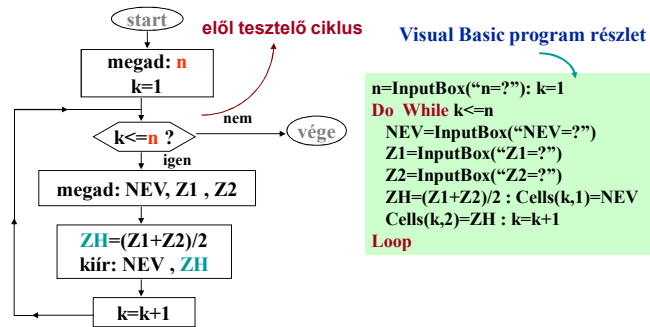 start
elől tesztelő ciklus
megad: n
k=1
k<=n ?
nem
vége
igen
megad: NEV, Z1 , Z2
ZH=(Z1+Z2)/2
kiír: NEV , ZH
k=k+1
Visual Basic program részlet
n=InputBox(“n=?”): k=1
Do While k<=n
NEV=InputBox(“NEV=?”)
Z1=InputBox(“Z1=?”)
Z2=InputBox(“Z2=?”)
ZH=(Z1+Z2)/2 : Cells(k,1)=NEV
Cells(k,2)=ZH : k=k+1
Loop